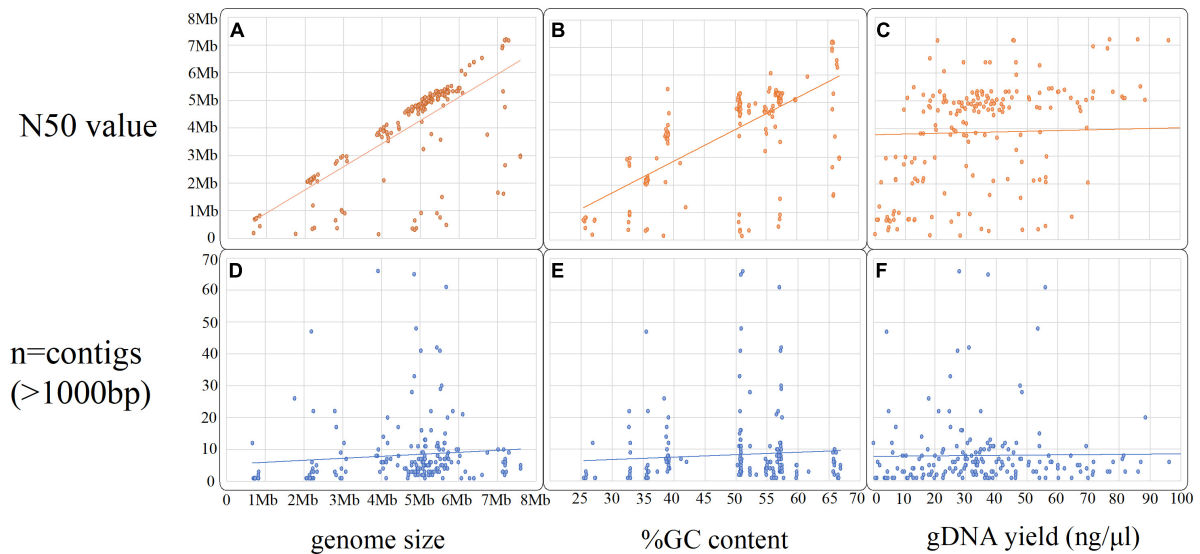 A
B
C
8Mb
7Mb
6Mb
5Mb
4Mb
3Mb
2Mb
1Mb
0
N50 value
D
E
F
70
60
50
40
30
20
10
0
n=contigs
(>1000bp)
0 1Mb 2Mb 3Mb 4Mb 5Mb 6Mb 7Mb 8Mb
25 30 35 40 45 50 55 60 65 70
0 10 20 30 40 50 60 70 80 90 100
genome size
%GC content
gDNA yield (ng/µl)